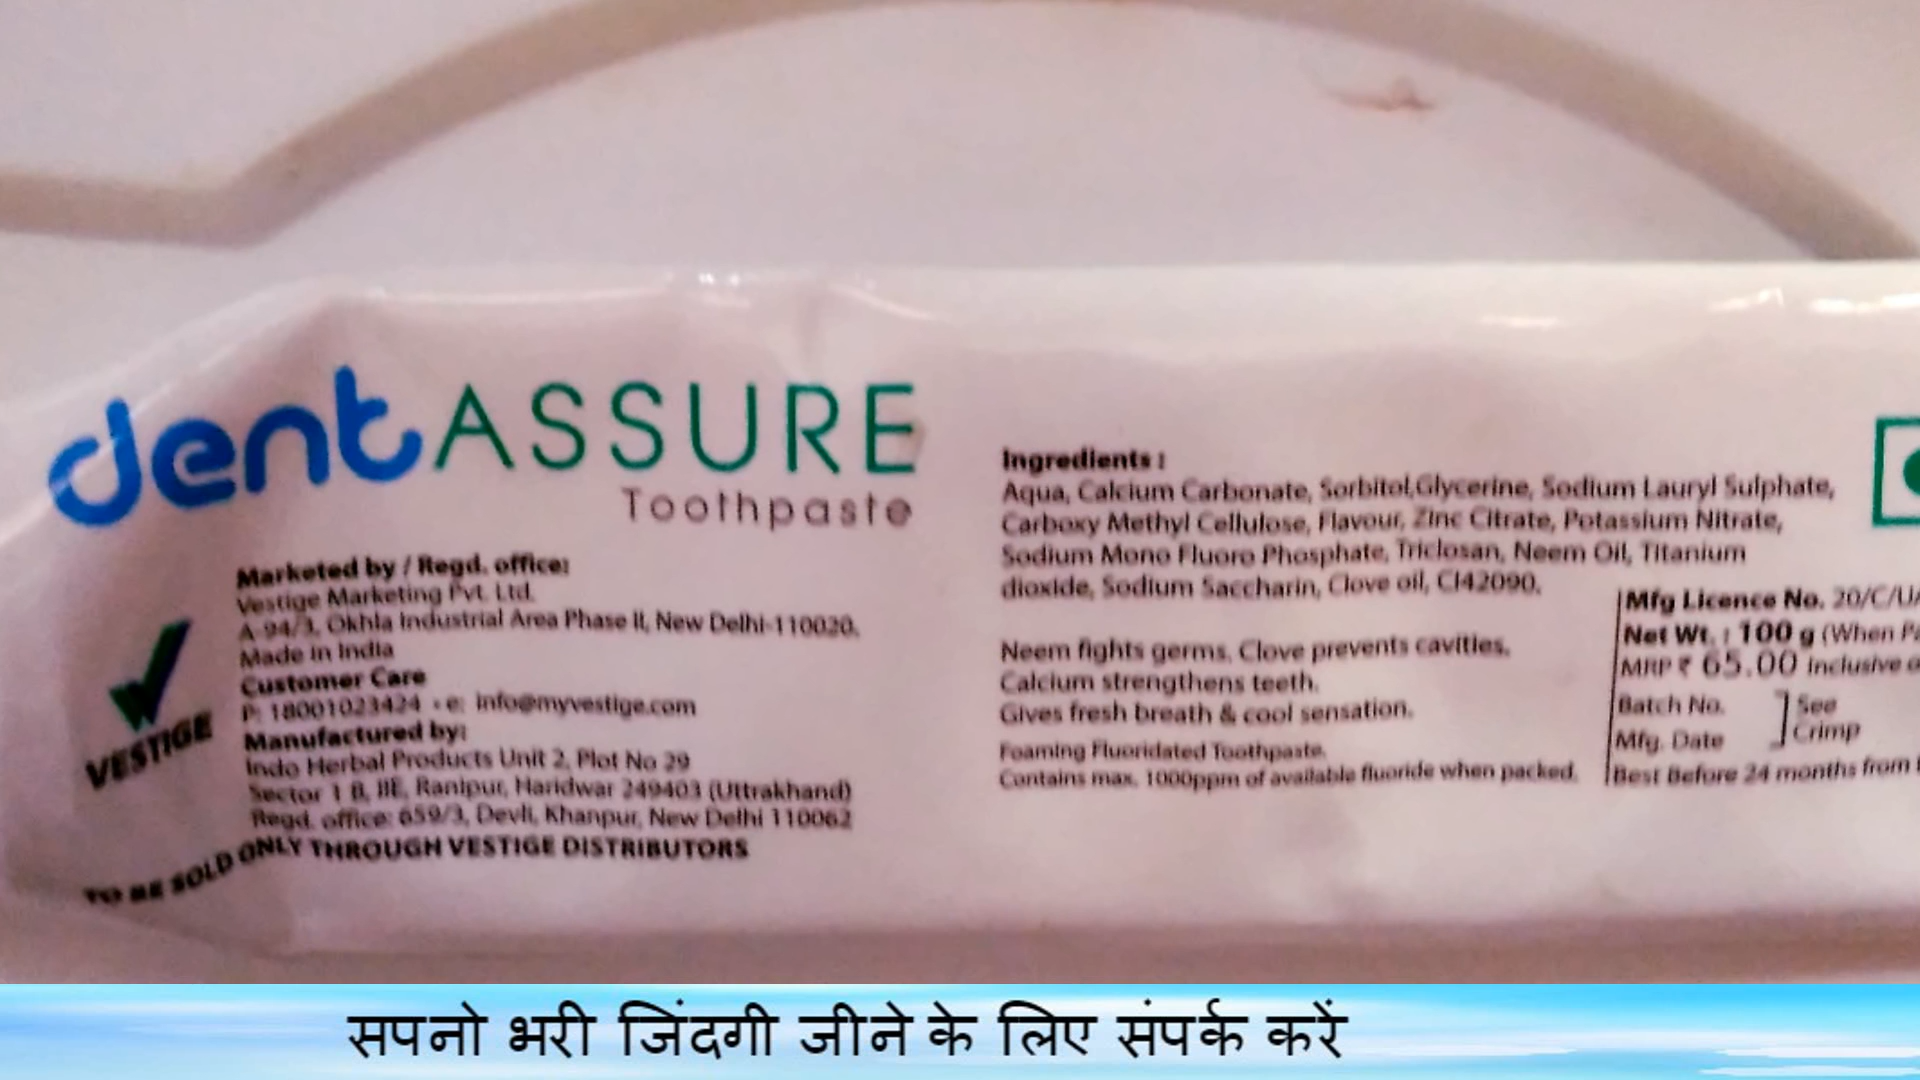 dentASSURE
Toothpaste
Marketed by / Regd. office:
Vestige Marketing Pvt. Ltd.
A-94/3, Okhla Industrial Area Phase II, New Delhi-110020.
Made in India
Customer Care
P: 18001023424 - e: info@myvestige.com
Manufactured by:
Indo Herbal Products Unit 2, Plot No 29
Sector 1 B, IIE, Ranipur, Haridwar 249403 (Uttrakhand)
Regd. office: 659/3, Devli, Khanpur, New Delhi 110062
TO BE SOLD ONLY THROUGH VESTIGE DISTRIBUTORS
VESTIGE
Ingredients :
Aqua, Calcium Carbonate, Sorbitol,Glycerine, Sodium Lauryl Sulphate,
Carboxy Methyl Cellulose, Flavour, Zinc Citrate, Potassium Nitrate,
Sodium Mono Fluoro Phosphate, Triclosan, Neem Oil, Titanium
dioxide, Sodium Saccharin, Clove oil, CI42090.
Neem fights germs. Clove prevents cavities.
Calcium strengthens teeth.
Gives fresh breath & cool sensation.
Foaming Fluoridated Toothpaste.
Contains max. 1000ppm of available fluoride when packed.
Mfg Licence No. 20/C/UA
Net Wt. : 100 g (When Pa
MRP ₹ 65.00 Inclusive o
Batch No.
Mfg. Date
See
Crimp
Best Before 24 months from
सपनो भरी जिंदगी जीने के लिए संपर्क करें